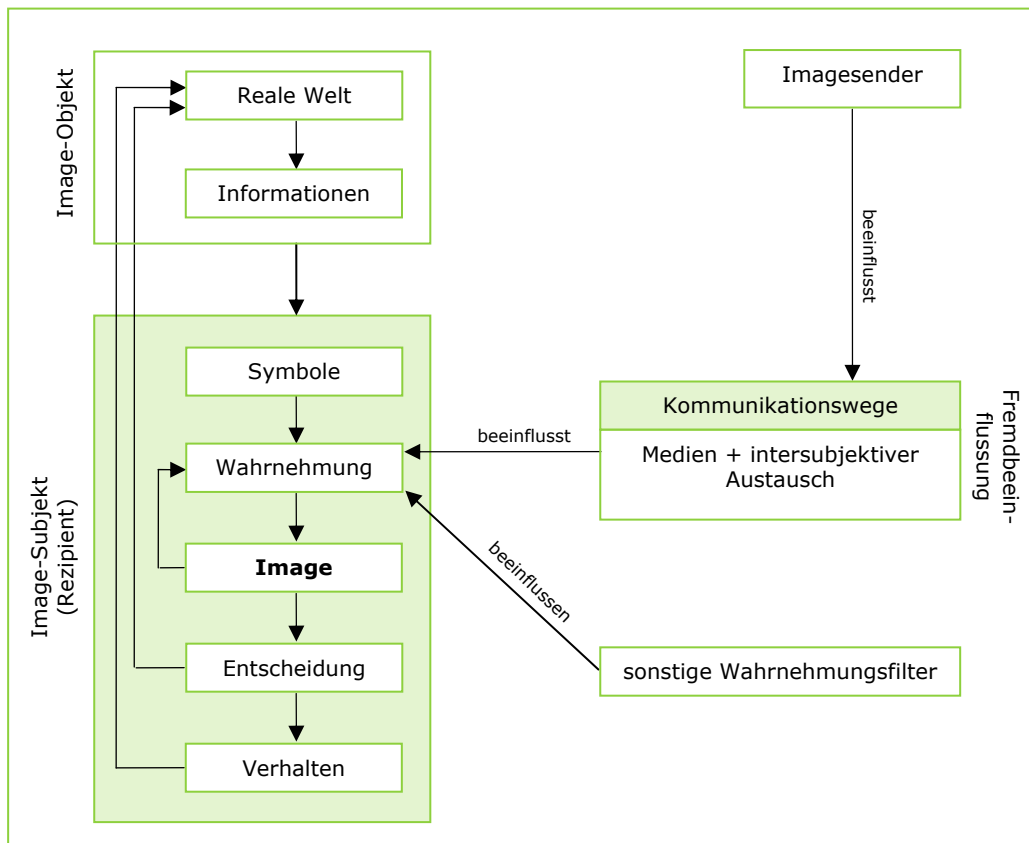 Image-Objekt
Reale Welt
Informationen
Imagesender
beeinflusst
Image-Subjekt
(Rezipient)
Symbole
Wahrnehmung
Image
Entscheidung
Verhalten
beeinflusst
Kommunikationswege
Medien + intersubjektiver
Austausch
Fremdbeein-
flussung
beeinflussen
sonstige Wahrnehmungsfilter